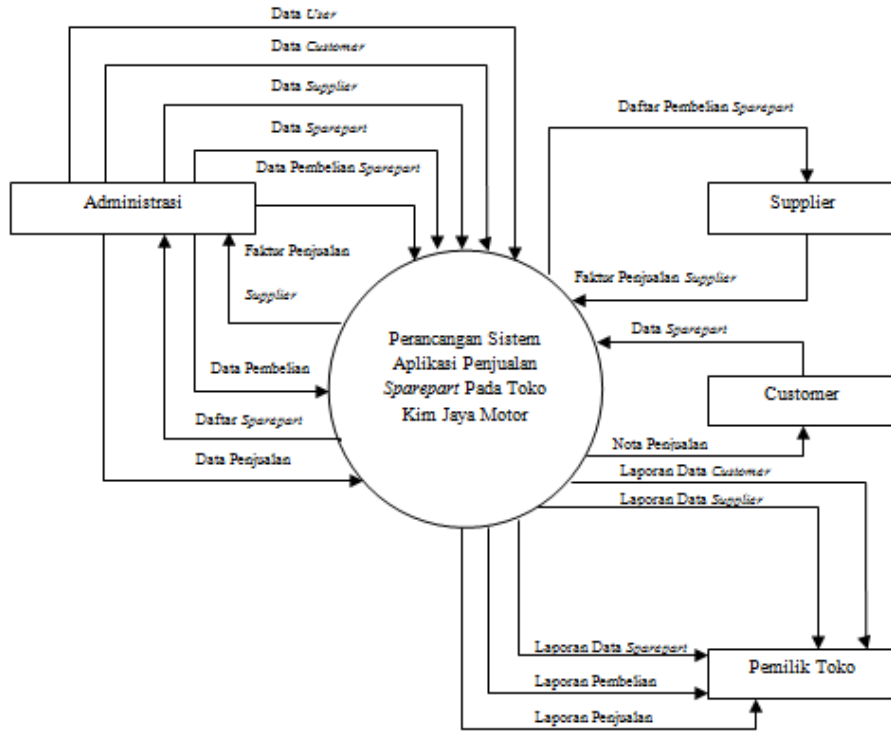 Data User
Data Customer
Data Supplier
Data Sparepart
Data Pembelian Sparepart
Administrasi
Faktur Penjualan
Supplier
Data Pembelian
Daftar Sparepart
Data Penjualan
Perancangan Sistem
Aplikasi Penjualan
Sparepart Pada Toko
Kim Jaya Motor
Daftar Pembelian Sparepart
Supplier
Faktur Penjualan Supplier
Data Sparepart
Customer
Nota Penjualan
Laporan Data Customer
Laporan Data Supplier
Laporan Data Sparepart
Pemilik Toko
Laporan Pembelian
Laporan Penjualan